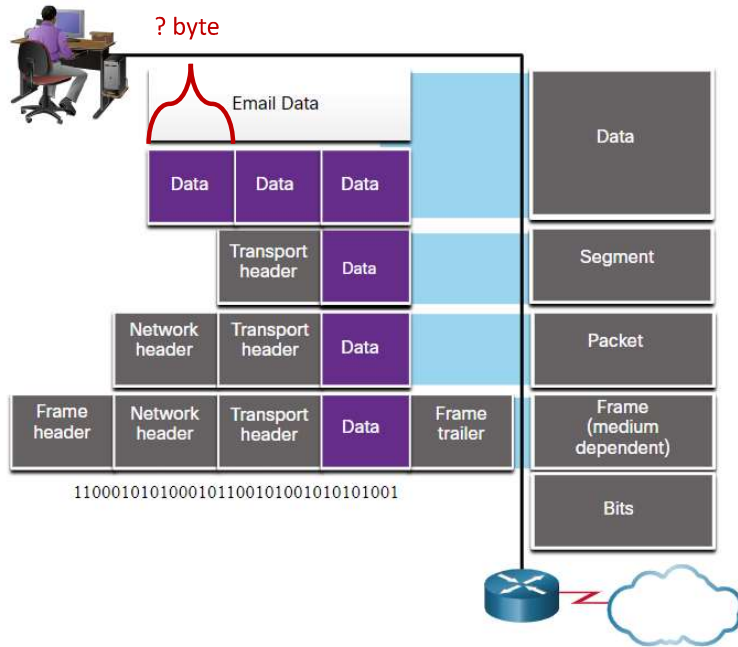 ? byte
Email Data
Data
Data
Data
Data
Transport
header
Data
Segment
Network
header
Transport
header
Data
Packet
Frame
header
Network
header
Transport
header
Data
Frame
trailer
Frame
(medium
dependent)
1100010101000101100101001010101001
Bits